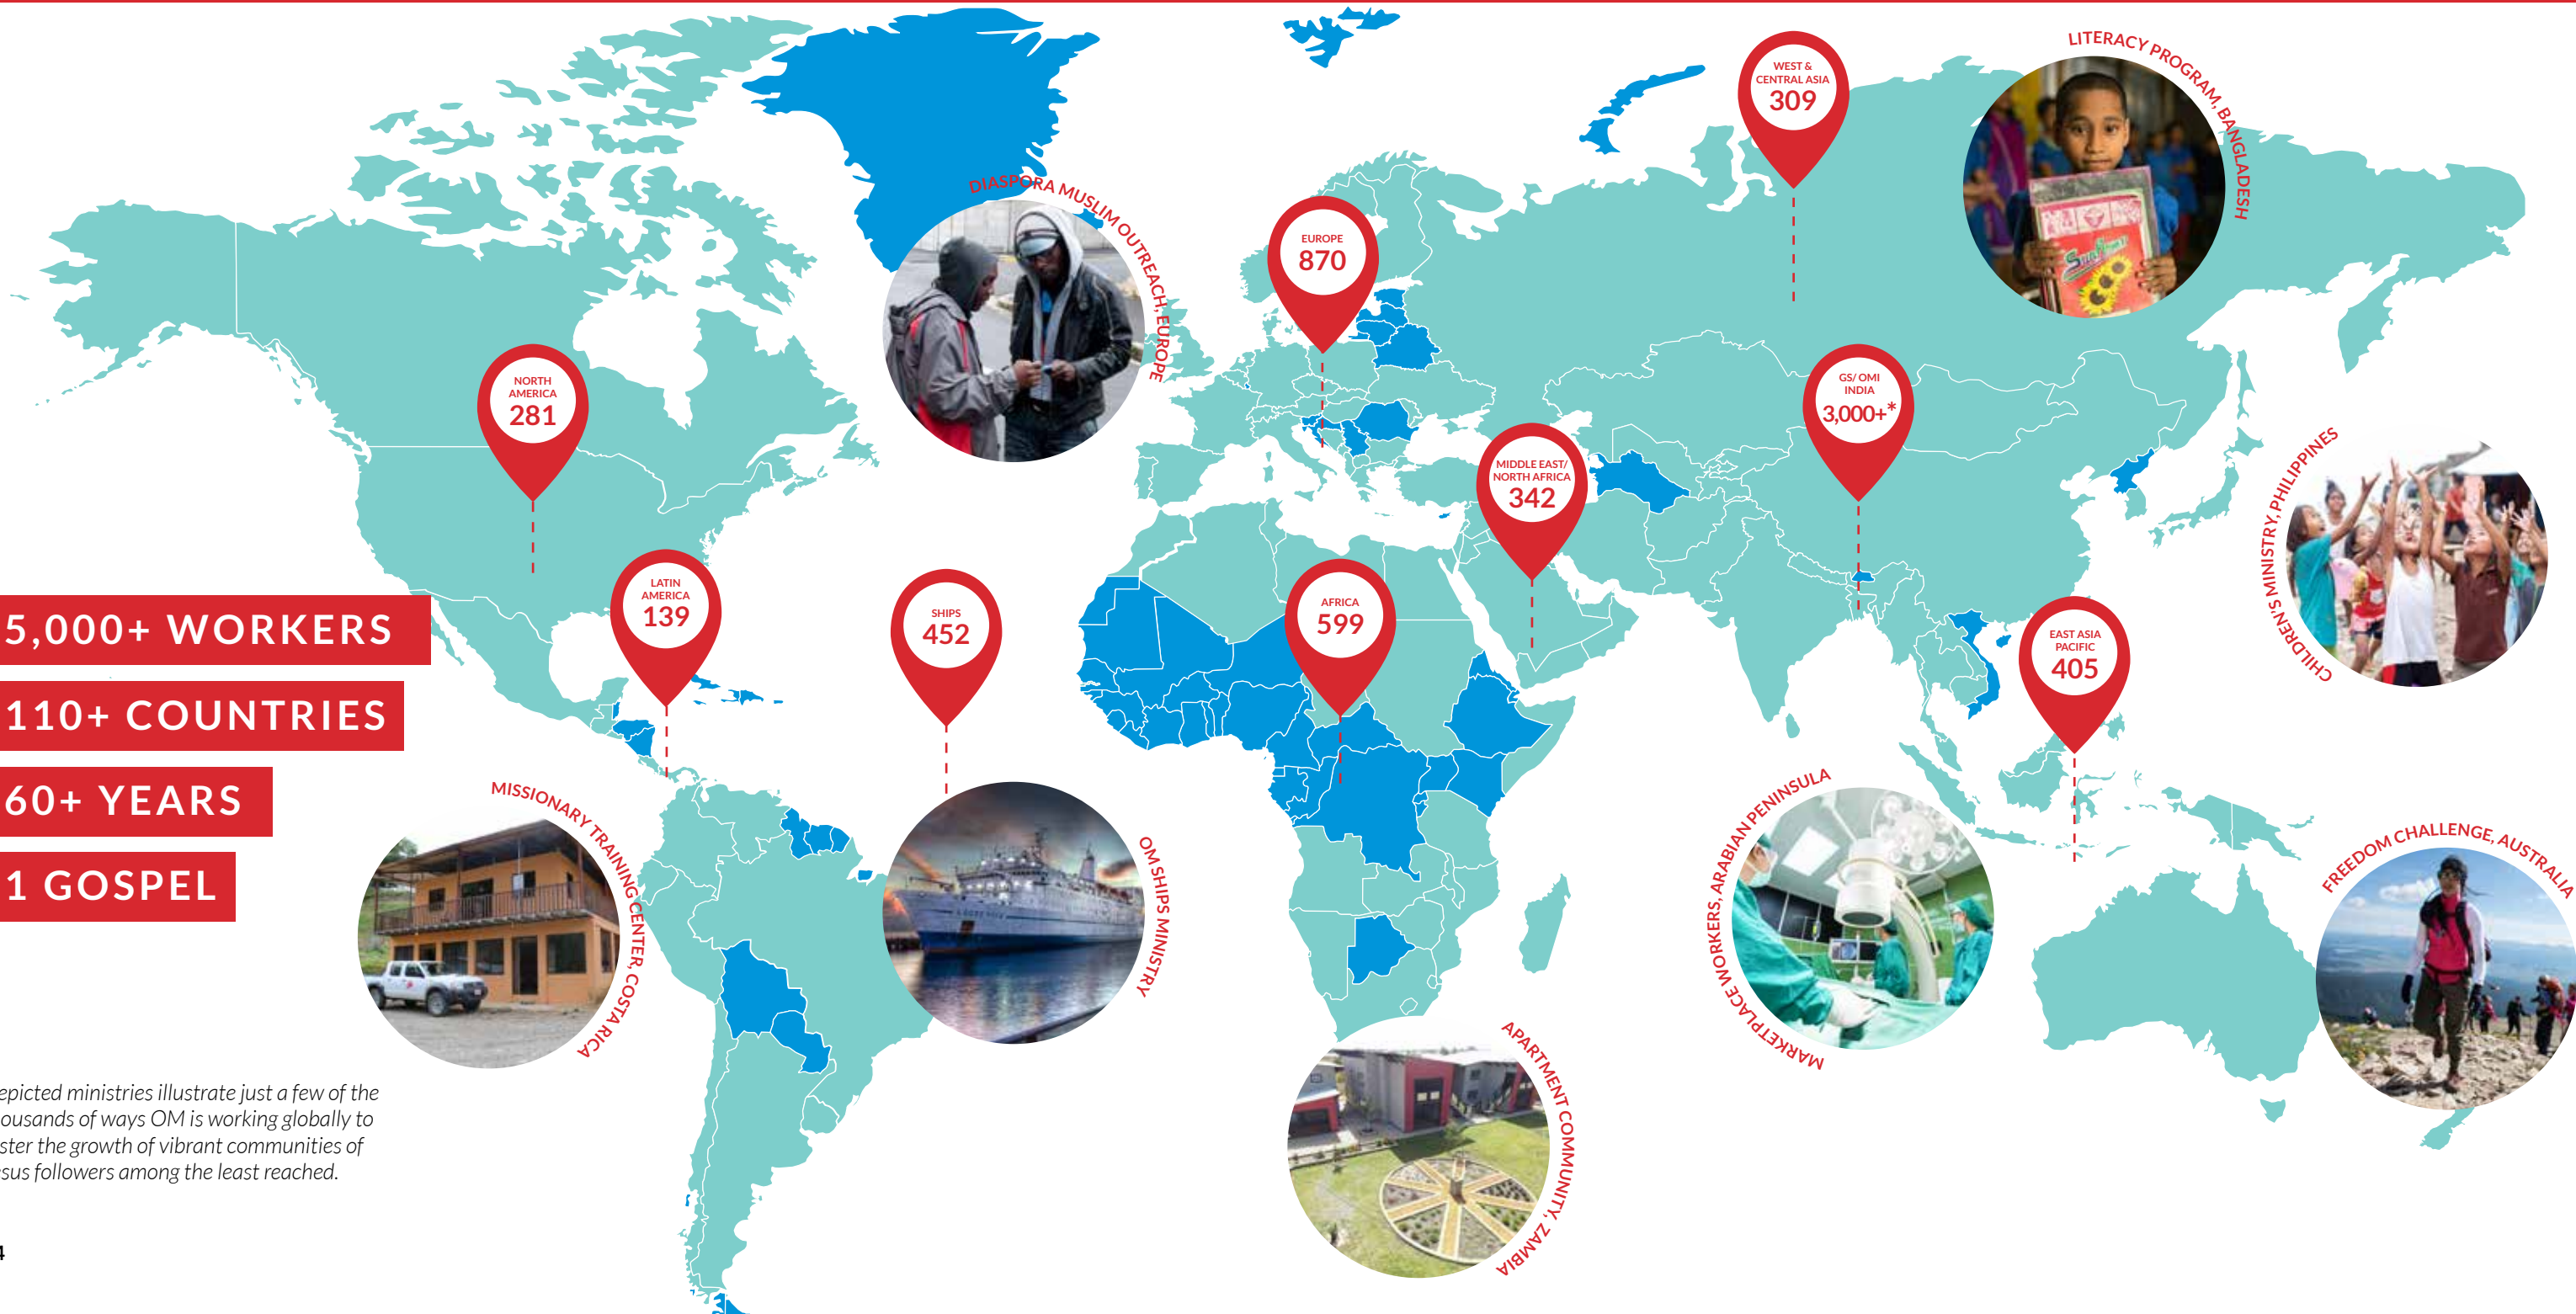 WEST &
CENTRAL ASIA
309
LITERACY PROGRAM, BANGLADESH
DIASPORA MUSLIM OUTREACH, EUROPE
EUROPE
870
NORTH
AMERICA
281
GS/ OMI
INDIA
3,000+*
MIDDLE EAST/
NORTH AFRICA
342
CHILDREN'S MINISTRY, PHILIPPINES
LATIN
AMERICA
139
SHIPS
452
AFRICA
599
EAST ASIA
PACIFIC
405
5,000+ WORKERS
110+ COUNTRIES
60+ YEARS
1 GOSPEL
MISSIONARY TRAINING CENTER, COSTA RICA
OM SHIPS MINISTRY
MARKETPLACE WORKERS, ARABIAN PENINSULA
FREEDOM CHALLENGE, AUSTRALIA
APARTMENT COMMUNITY, ZAMBIA
epicted ministries illustrate just a few of the
ousands of ways OM is working globally to
ster the growth of vibrant communities of
sus followers among the least reached.
4